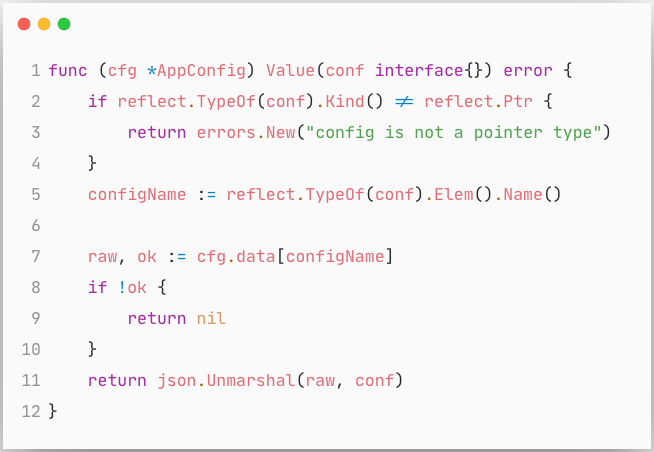 1 func (cfg *AppConfig) Value(conf interface{}) error {
2     if reflect.TypeOf(conf).Kind() != reflect.Ptr {
3         return errors.New("config is not a pointer type")
4     }
5     configName := reflect.TypeOf(conf).Elem().Name()
6
7     raw, ok := cfg.data[configName]
8     if !ok {
9         return nil
10     }
11     return json.Unmarshal(raw, conf)
12 }